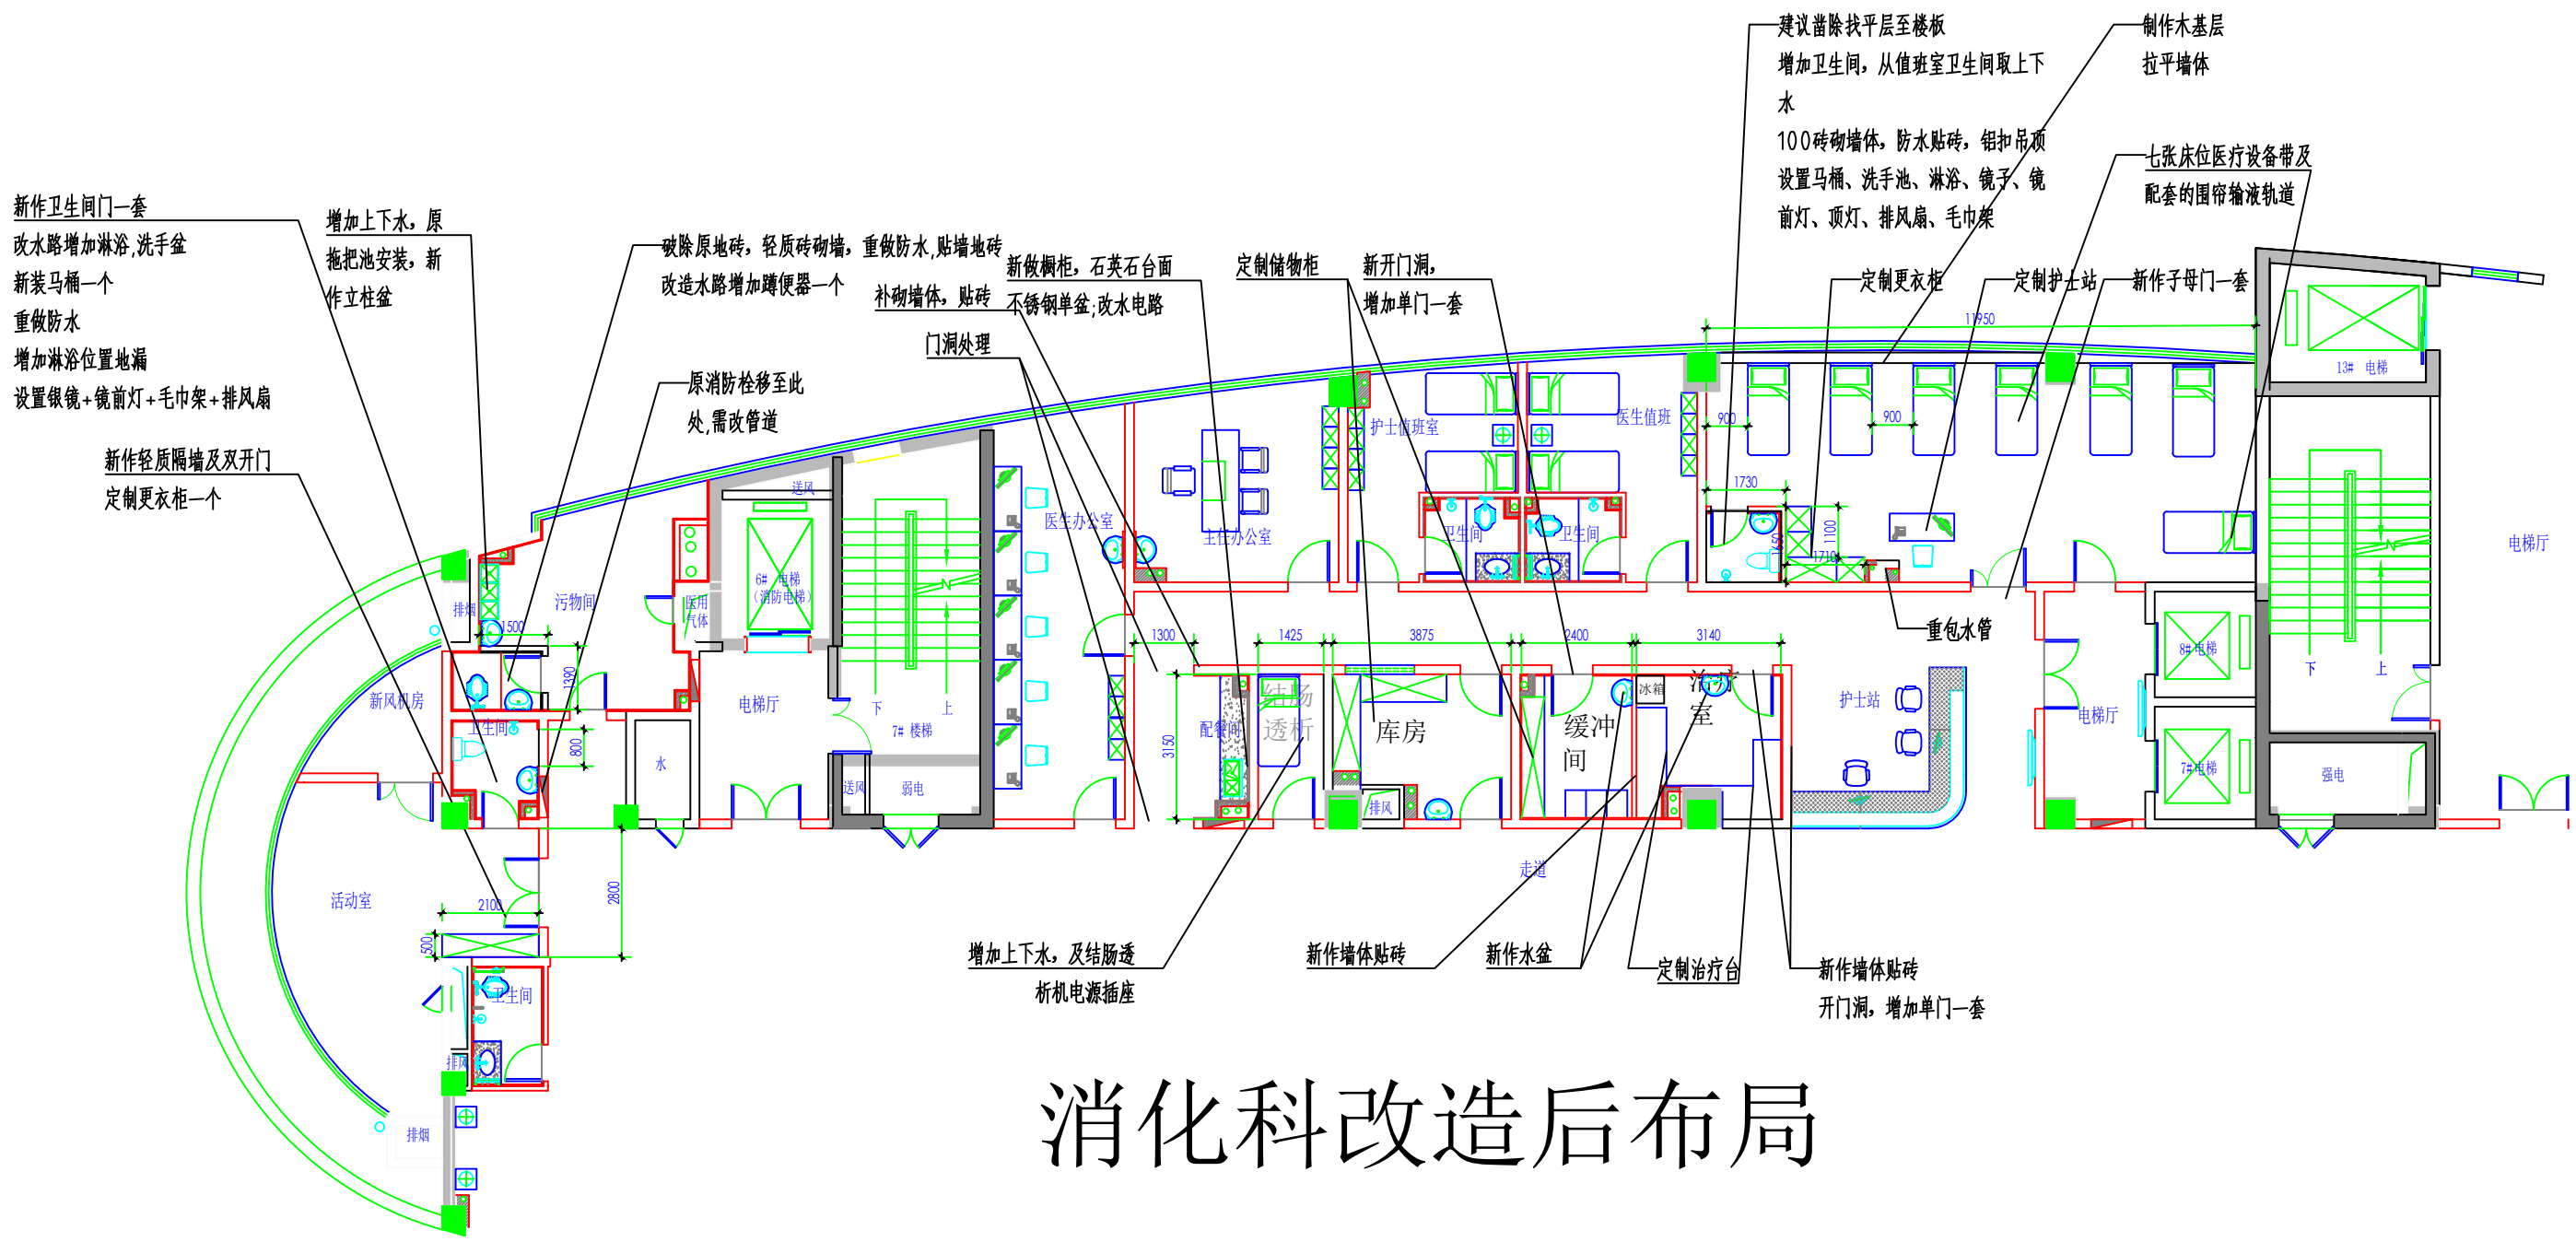 建议凿除找平层至楼板
增加卫生间，从值班室卫生间取上下
水
100砖砌墙体，防水贴砖，铝扣吊顶
设置马桶、洗手池、淋浴、镜子、镜
前灯、顶灯、排风扇、毛巾架
制作木基层
拉平墙体
七张床位医疗设备带及
配套的围帘输液轨道
新作卫生间门一套
改水路增加淋浴,洗手盆
新装马桶一个
重做防水
增加淋浴位置地漏
设置银镜+镜前灯+毛巾架+排风扇
增加上下水，原
拖把池安装，新
作立柱盆
破除原地砖，轻质砖砌墙，重做防水,贴墙地砖
改造水路增加蹲便器一个
补砌墙体，贴砖
新做橱柜，石英石台面
不锈钢单盆;改水电路
定制储物柜
新开门洞，
增加单门一套
定制更衣柜
定制护士站
新作子母门一套
门洞处理
原消防栓移至此
处,需改管道
新作轻质隔墙及双开门
定制更衣柜一个
11950
13# 电梯
900
900
护士值班室
医生值班
送风
医生办公室
主任办公室
卫生间
卫生间
1730
1100
1650
1710
电梯厅
6# 电梯
(消防电梯)
医用
气体
污物间
排烟
1500
1390
重包水管
1300
1425
3875
2400
3140
8# 电梯
下
上
新风机房
卫生间
800
电梯厅
下
上
7# 楼梯
水
送风
弱电
3150
配餐间
结肠
透析
库房
排风
缓冲
间
冰箱
治疗
室
护士站
电梯厅
7# 电梯
强电
走道
活动室
2100
2800
500
卫生间
排风
排烟
增加上下水，及结肠透
析机电源插座
新作墙体贴砖
新作水盆
定制治疗台
新作墙体贴砖
开门洞，增加单门一套
消化科改造后布局